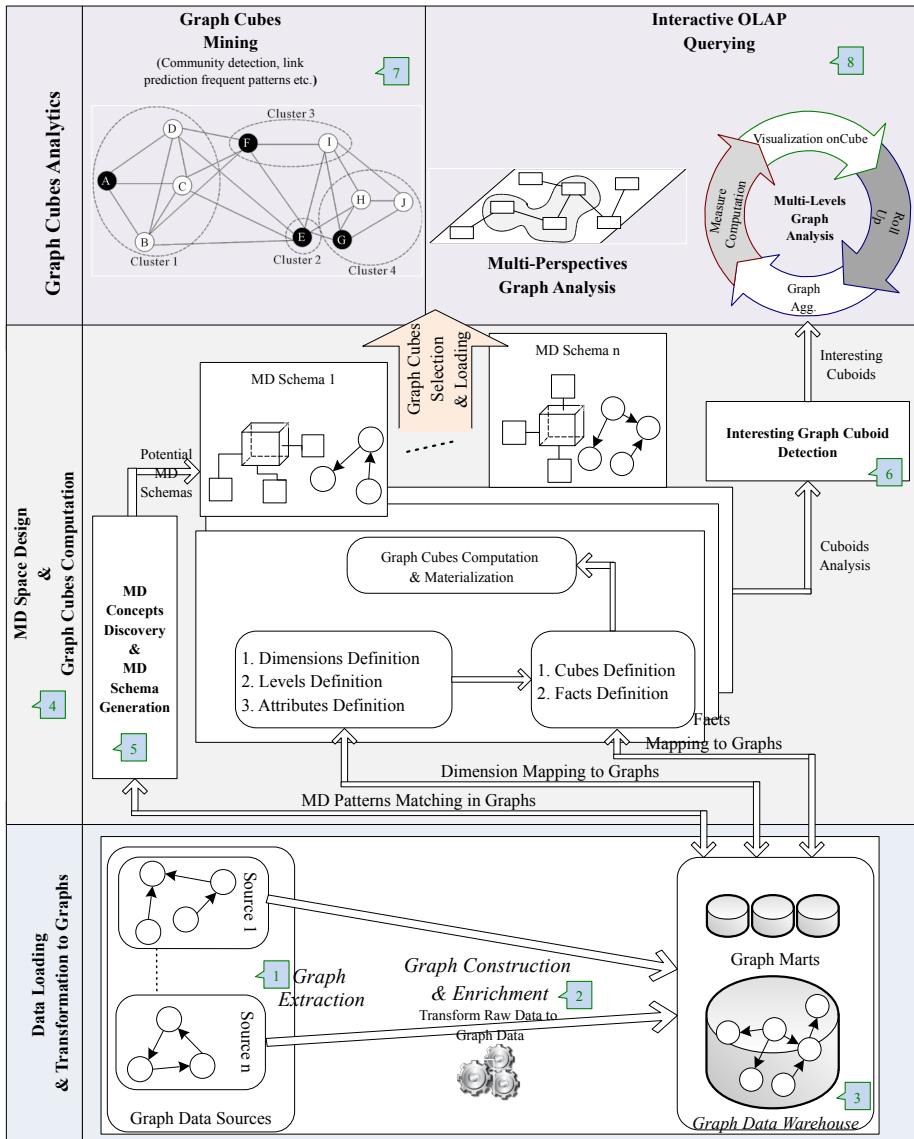 Graph Cubes Analytics
Graph Cubes
Mining
(Community detection, link
prediction frequent patterns etc.)
7
Cluster 3
D
F
I
A
C
H
J
B
E
G
Cluster 1
Cluster 2
Cluster 4
Interactive OLAP
Querying
8
Multi-Perspectives
Graph Analysis
Visualization onCube
Roll
Up
Graph
Agg.
Measure
Computation
Multi-Levels
Graph
Analysis
MD Space Design
&
Graph Cubes Computation
4
Potential
MD
Schemas
MD
Concepts
Discovery
&
MD
Schema
Generation
5
MD Schema 1
Graph Cubes
Selection
& Loading
MD Schema n
Interesting
Cuboids
Interesting Graph Cuboid
Detection
6
Cuboids
Analysis
Graph Cubes Computation
& Materialization
1. Dimensions Definition
2. Levels Definition
3. Attributes Definition
1. Cubes Definition
2. Facts Definition
Facts
Mapping to Graphs
Dimension Mapping to Graphs
MD Patterns Matching in Graphs
Data Loading
& Transformation to Graphs
Source 1
Source n
Graph Data Sources
1
Graph
Extraction
Graph Construction
& Enrichment
2
Transform Raw Data to
Graph Data
Graph Marts
3
Graph Data Warehouse